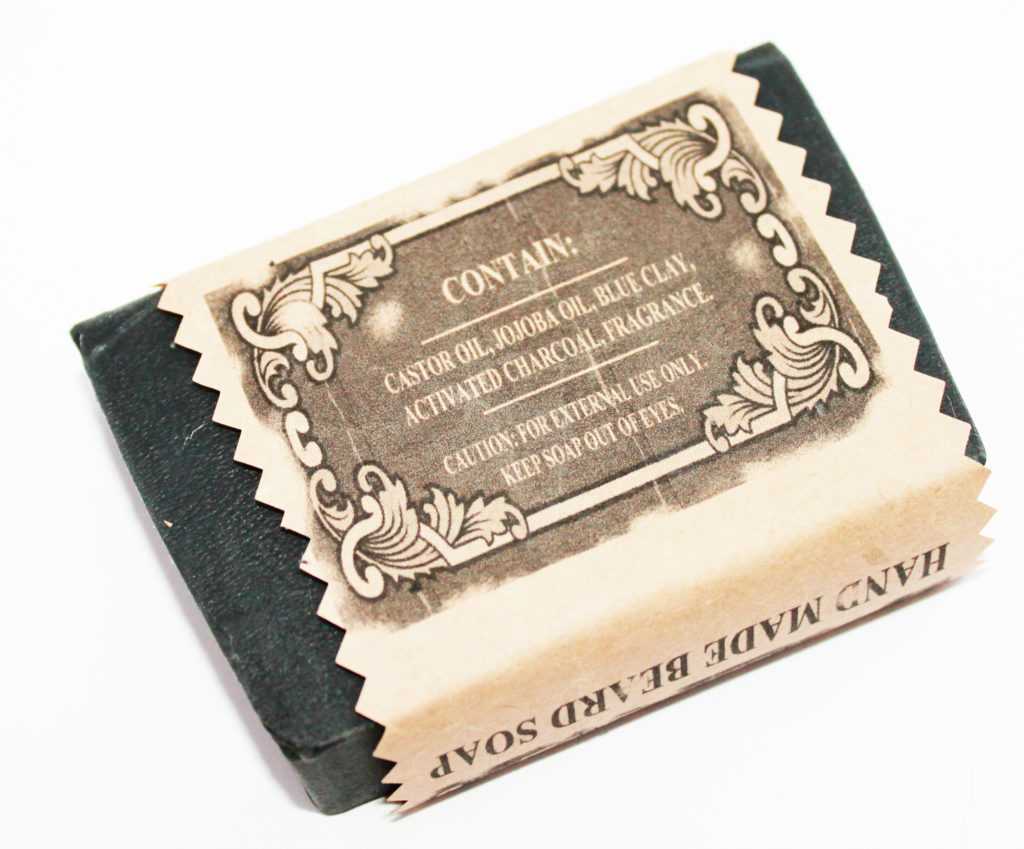 CONTAIN:
CASTOR OIL, JOJOBA OIL, BLUE CLAY,
ACTIVATED CHARCOAL, FRAGRANCE.
CAUTION: FOR EXTERNAL USE ONLY.
KEEP SOAP OUT OF EYES.
HAND MADE BEARD SOAP